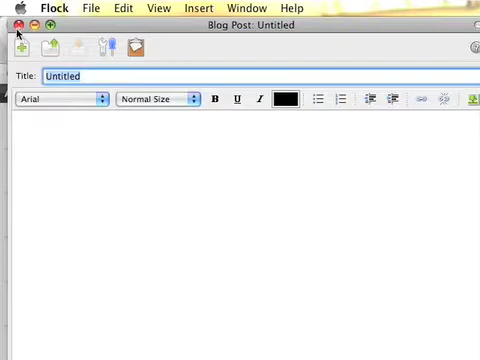 Flock File Edit View Insert Window Help
Blog Post: Untitled
Title: Untitled
Arial Normal Size B U I